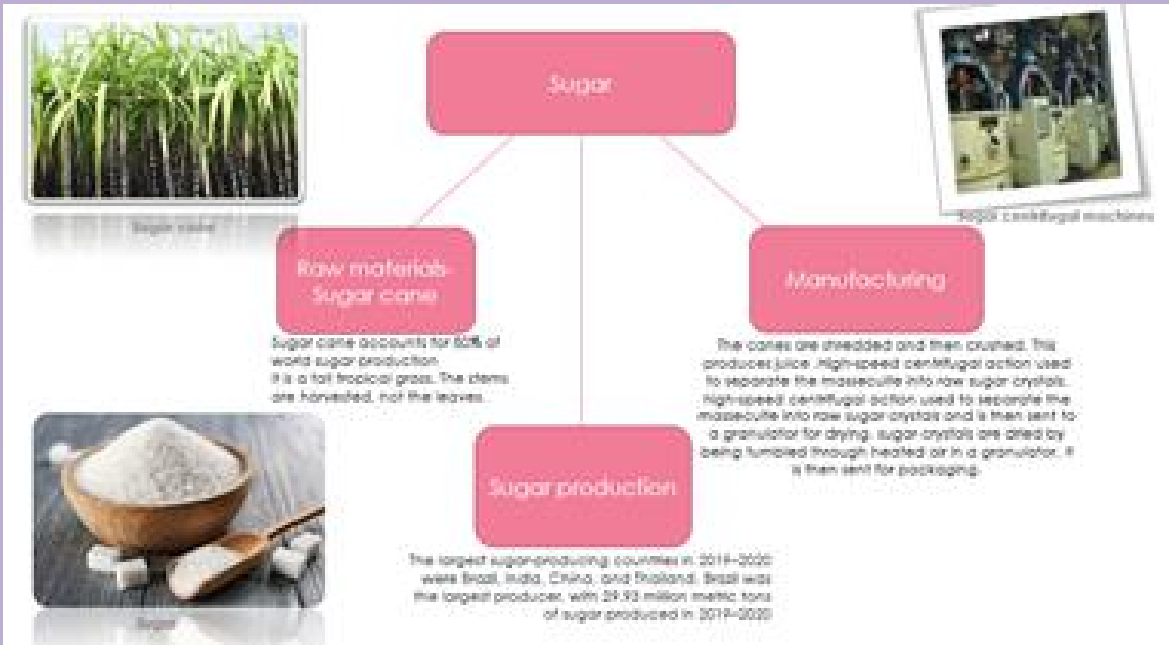 Sugar
Sugar cane
Sugar centrifugal machines
Raw materials-
Sugar cane
Manufacturing
Sugar cane accounts for 80% of
world sugar production
It is a tall tropical grass. The stems
are harvested, not the leaves.
The canes are shredded and then crushed. This
produces juice. High-speed centrifugal action used
to separate the massecuite into raw sugar crystals.
high-speed centrifugal action used to separate the
massecuite into raw sugar crystals and is then sent to
a granulator for drying. sugar crystals are dried by
being tumbled through heated air in a granulator. It
is then sent for packaging.
Sugar production
The largest sugar-producing countries in 2019–2020
were Brazil, India, China, and Thailand. Brazil was
the largest producer, with 29.93 million metric tons
of sugar produced in 2019–2020
Sugar